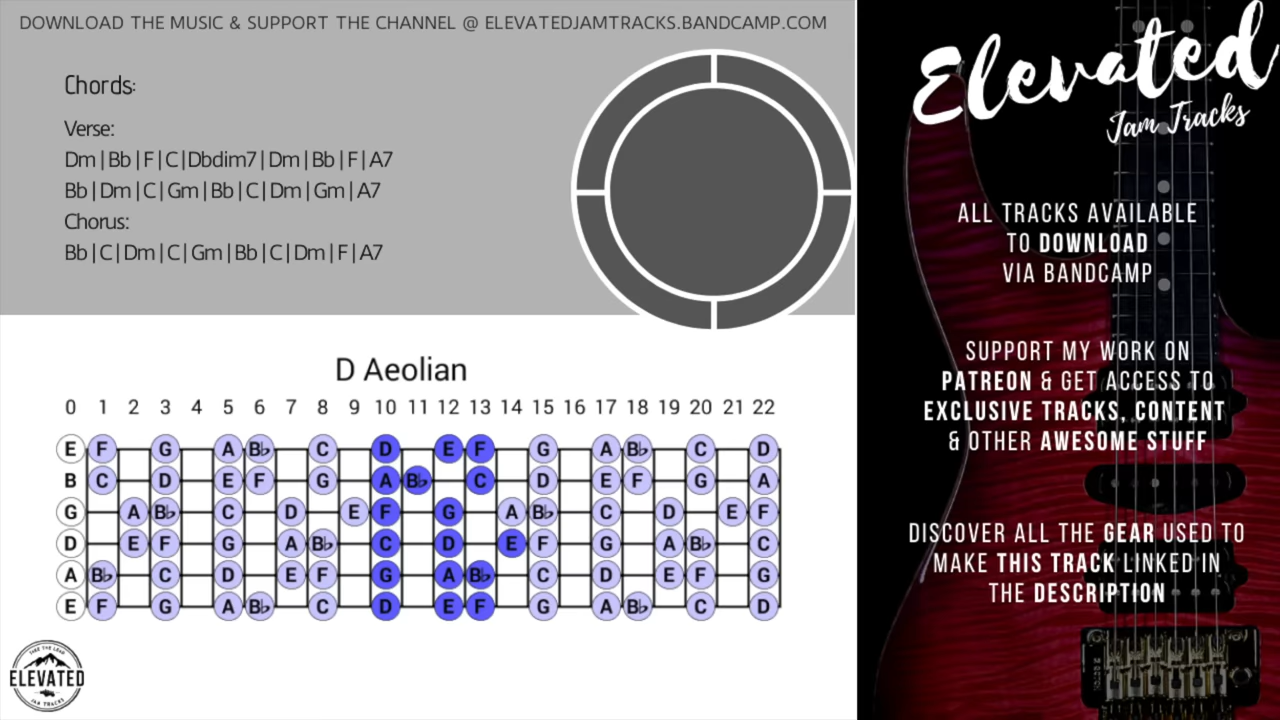 DOWNLOAD THE MUSIC & SUPPORT THE CHANNEL @ ELEVATEDJAMTRACKS.BANDCAMP.COM
Chords:
Verse:
Dm|Bb|F|C|Dbdim7|Dm|Bb|F|A7
Bb|Dm|C|Gm|Bb|C|Dm|Gm|A7
Chorus:
Bb|C|Dm|C|Gm|Bb|C|Dm|F|A7
D Aeolian
0 1 2 3 4 5 6 7 8 9 10 11 12 13 14 15 16 17 18 19 20 21 22
E F G A B♭ C D E F G A B♭ C D
B C D E F G A B♭ C D E F G A
G A B♭ C D E F G A B♭ C D E F
D E F G A B♭ C D E F G A B♭ C
A B♭ C D E F G A B♭ C D E F G
E F G A B♭ C D E F G A B♭ C D
TAKE THE LEAD
ELEVATED
JAM TRACKS
Elevated
Jam Tracks
ALL TRACKS AVAILABLE
TO DOWNLOAD
VIA BANDCAMP
SUPPORT MY WORK ON
PATREON & GET ACCESS TO
EXCLUSIVE TRACKS, CONTENT
& OTHER AWESOME STUFF
DISCOVER ALL THE GEAR USED TO
MAKE THIS TRACK LINKED IN
THE DESCRIPTION